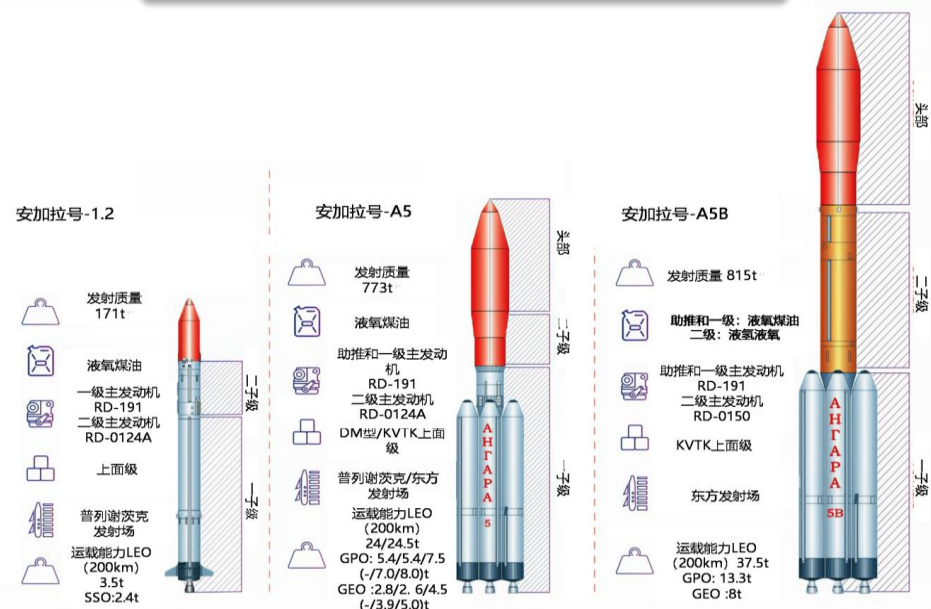 安加拉号-1.2
发射质量
171t
液氧煤油
一级主发动机
RD-191
二级主发动机
RD-0124A
上面级
普列谢茨克
发射场
运载能力LEO
(200km)
3.5t
SSO:2.4t
二子级
一子级
安加拉号-A5
发射质量
773t
液氧煤油
助推和一级主发动
机
RD-191
二级主发动机
RD-0124A
DM型/KVTK上面
级
普列谢茨克/东方
发射场
运载能力LEO
(200km)
24/24.5t
GPO: 5.4/5.4/7.5
(-/7.0/8.0)t
GEO :2.8/2. 6/4.5
(-/3.9/5.0)t
АНГАРА
5
头部
二子级
一子级
安加拉号-A5B
发射质量 815t
助推和一级：液氧煤油
二级：液氢液氧
助推和一级主发动机
RD-191
二级主发动机
RD-0150
KVTK上面级
东方发射场
运载能力LEO
(200km) 37.5t
GPO: 13.3t
GEO :8t
АНГАРА
5B
头部
二子级
一子级